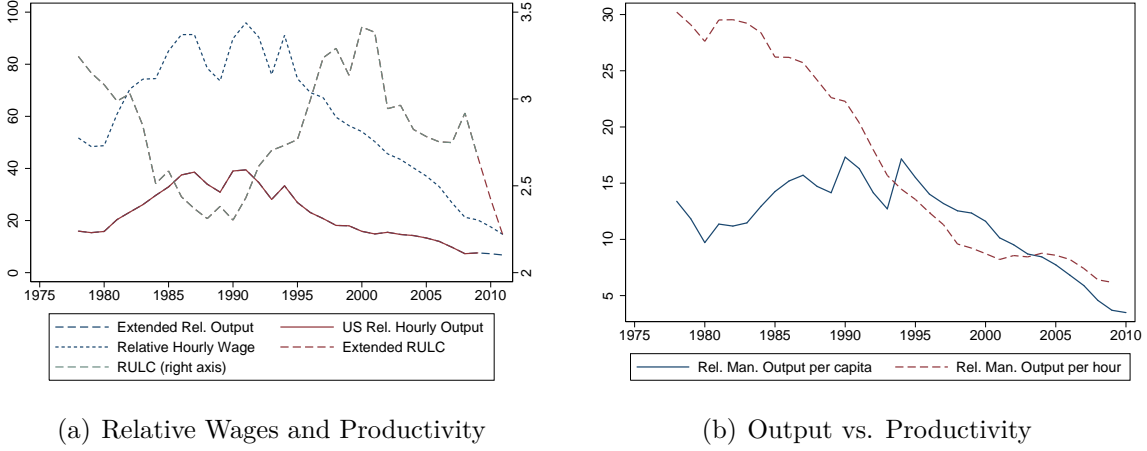 100
80
60
40
20
0
3.5
3
2.5
2
1975 1980 1985 1990 1995 2000 2005 2010
Extended Rel. Output US Rel. Hourly Output
Relative Hourly Wage Extended RULC
RULC (right axis)
(a) Relative Wages and Productivity
30
25
20
15
10
5
1975 1980 1985 1990 1995 2000 2005 2010
Rel. Man. Output per capita Rel. Man. Output per hour
(b) Output vs. Productivity